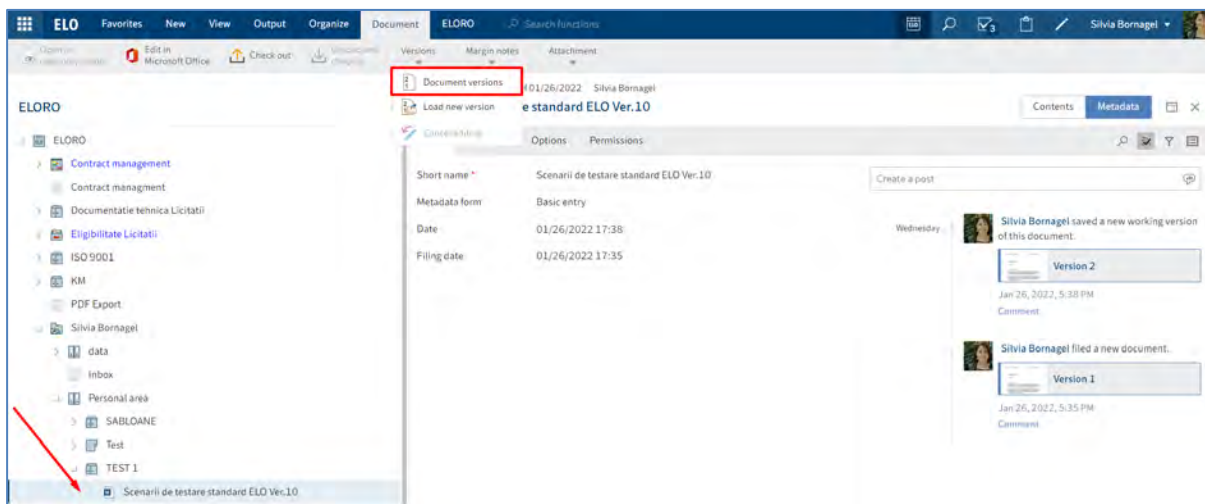 ELO Favorites New View Output Organize Document ELORO Search functions 3 Silvia Bornagel
Edit in
Microsoft Office
Check out
Versions Margin notes Attachment
Document versions
Load new version
01/26/2022 Silvia Bornagel
e standard ELO Ver.10
Contents Metadata
Options Permissions
ELORO
ELORO
Contract management
Contract managment
Documentatie tehnica Licitatii
Eligibilitate Licitatii
ISO 9001
KM
PDF Export
Silvia Bornagel
data
Inbox
Personal area
SABLOANE
Test
TEST 1
Scenarii de testare standard ELO Ver.10
Short name * Scenarii de testare standard ELO Ver.10
Metadata form Basic entry
Date 01/26/2022 17:38
Filing date 01/26/2022 17:35
Create a post
Wednesday
Silvia Bornagel saved a new working version
of this document.
Version 2
Jan 26, 2022, 5:38 PM
Comment
Silvia Bornagel filed a new document.
Version 1
Jan 26, 2022, 5:35 PM
Comment